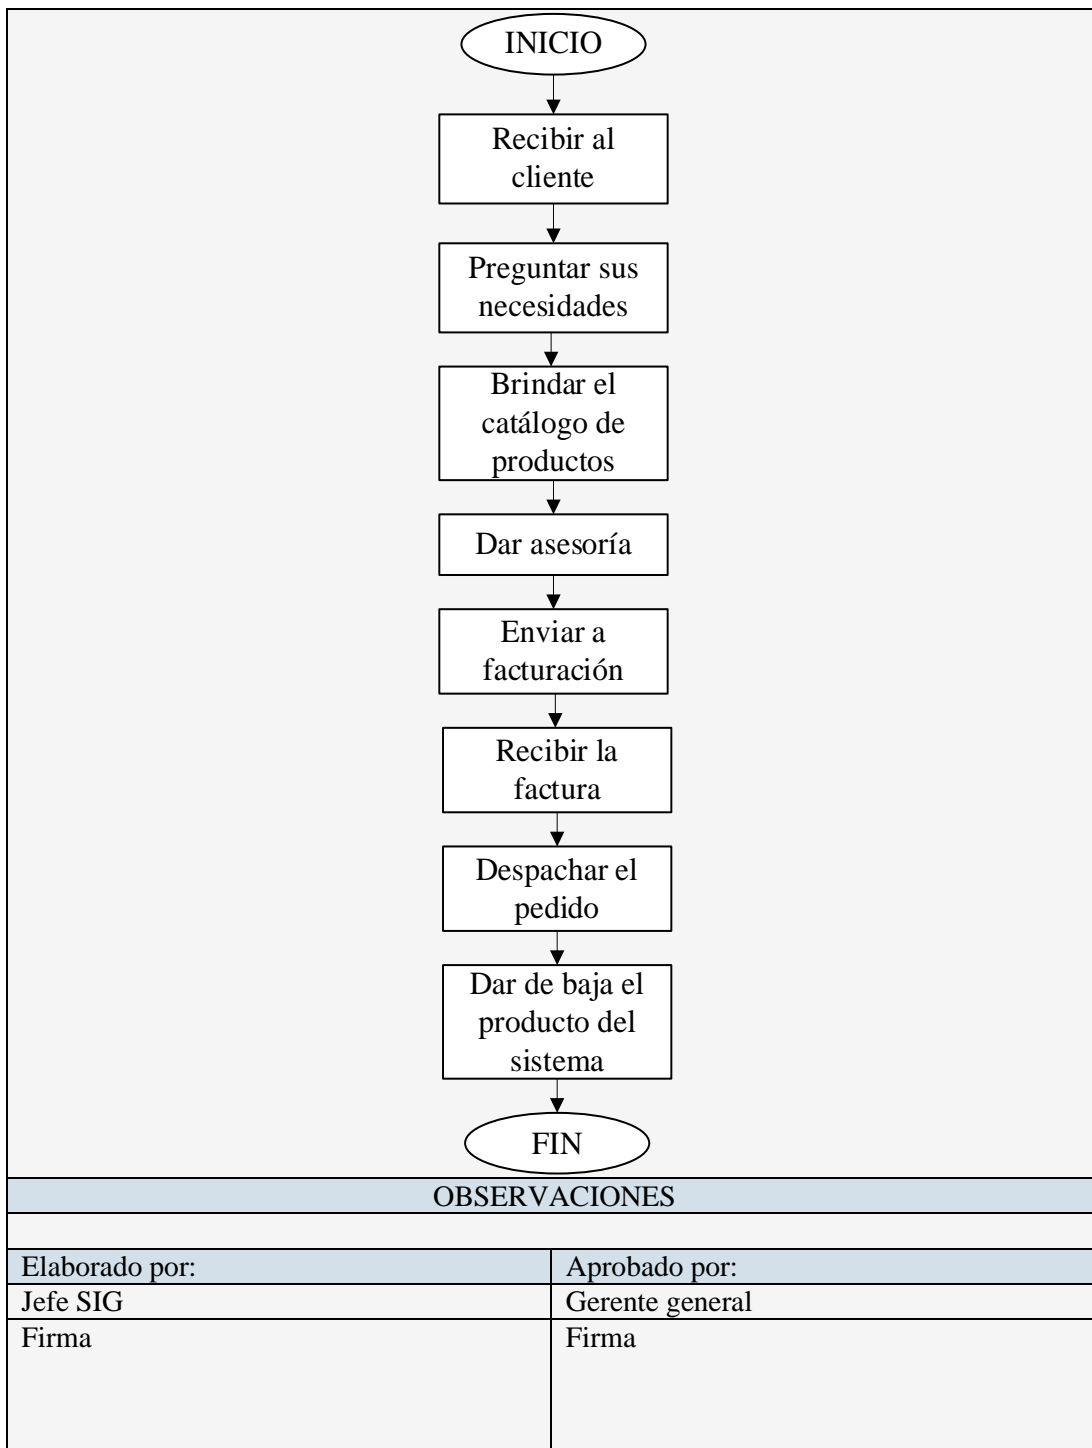 INICIO
Recibir al
cliente
Preguntar sus
necesidades
Brindar el
catálogo de
productos
Dar asesoría
Enviar a
facturación
Recibir la
factura
Despachar el
pedido
Dar de baja el
producto del
sistema
FIN
OBSERVACIONES
Elaborado por:
Aprobado por:
Jefe SIG
Gerente general
Firma
Firma